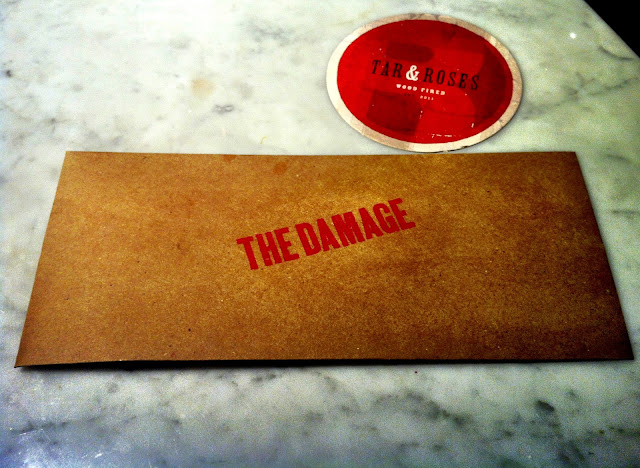 TAR & ROSES
WOOD FIRED
THE DAMAGE